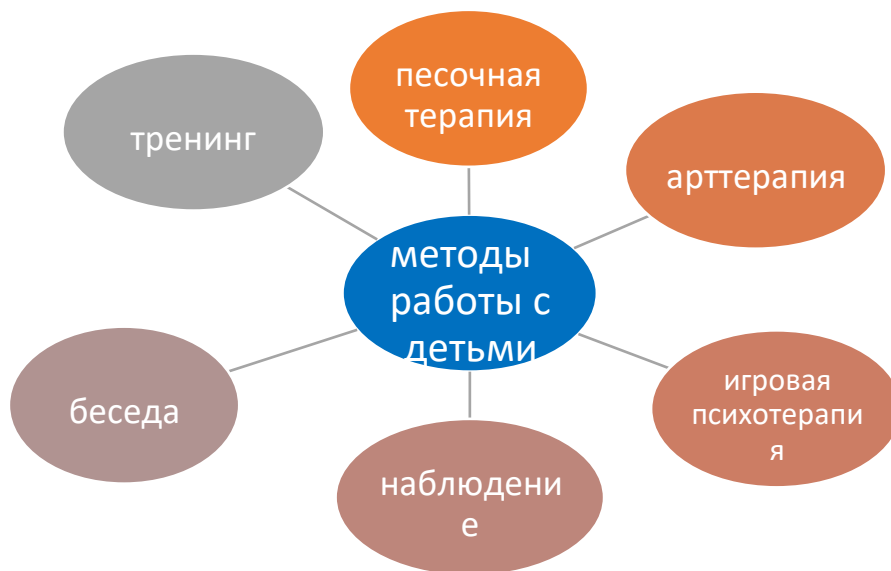 песочная
терапия
тренинг
арттерапия
методы
работы с
детьми
беседа
игровая
психотерапи
я
наблюдени
е